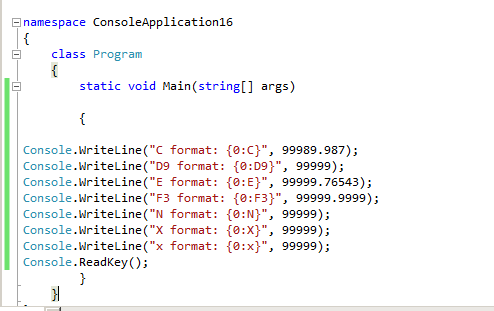 namespace ConsoleApplication16
{
class Program
{
static void Main(string[] args)
{
Console.WriteLine("C format: {0:C}", 99989.987);
Console.WriteLine("D9 format: {0:D9}", 99999);
Console.WriteLine("E format: {0:E}", 99999.76543);
Console.WriteLine("F3 format: {0:F3}", 99999.9999);
Console.WriteLine("N format: {0:N}", 99999);
Console.WriteLine("X format: {0:X}", 99999);
Console.WriteLine("x format: {0:x}", 99999);
Console.ReadKey();
}
}